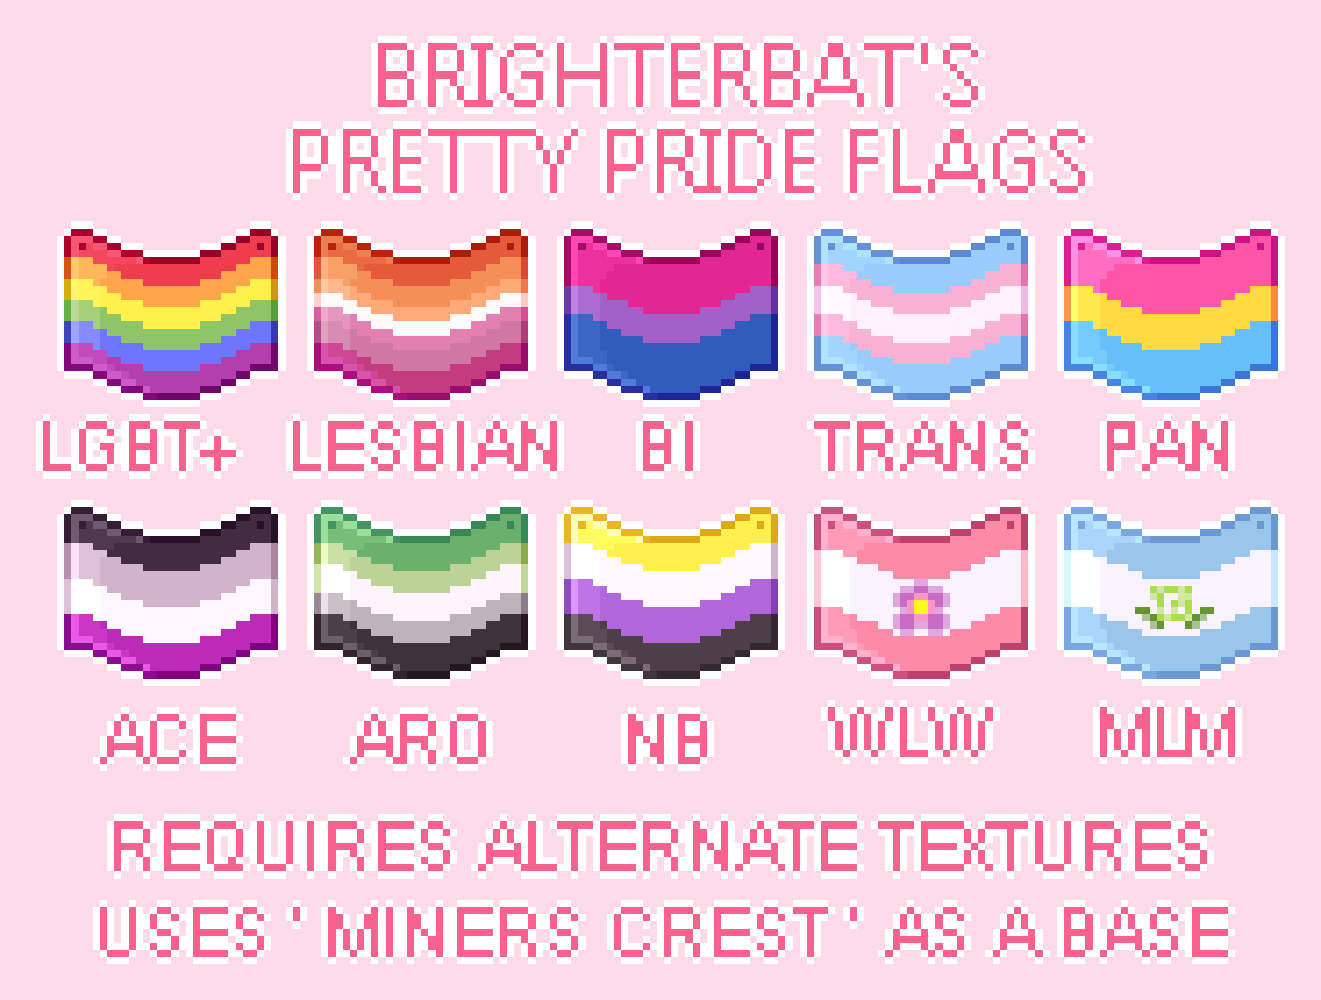 BRIGHTERBAT'S
PRETTY PRIDE FLAGS
LGBT+ LESBIAN BI TRANS PAN
ACE ARO NB WLW MLM
REQUIRES ALTERNATE TEXTURES
USES 'MINERS CREST' AS A BASE